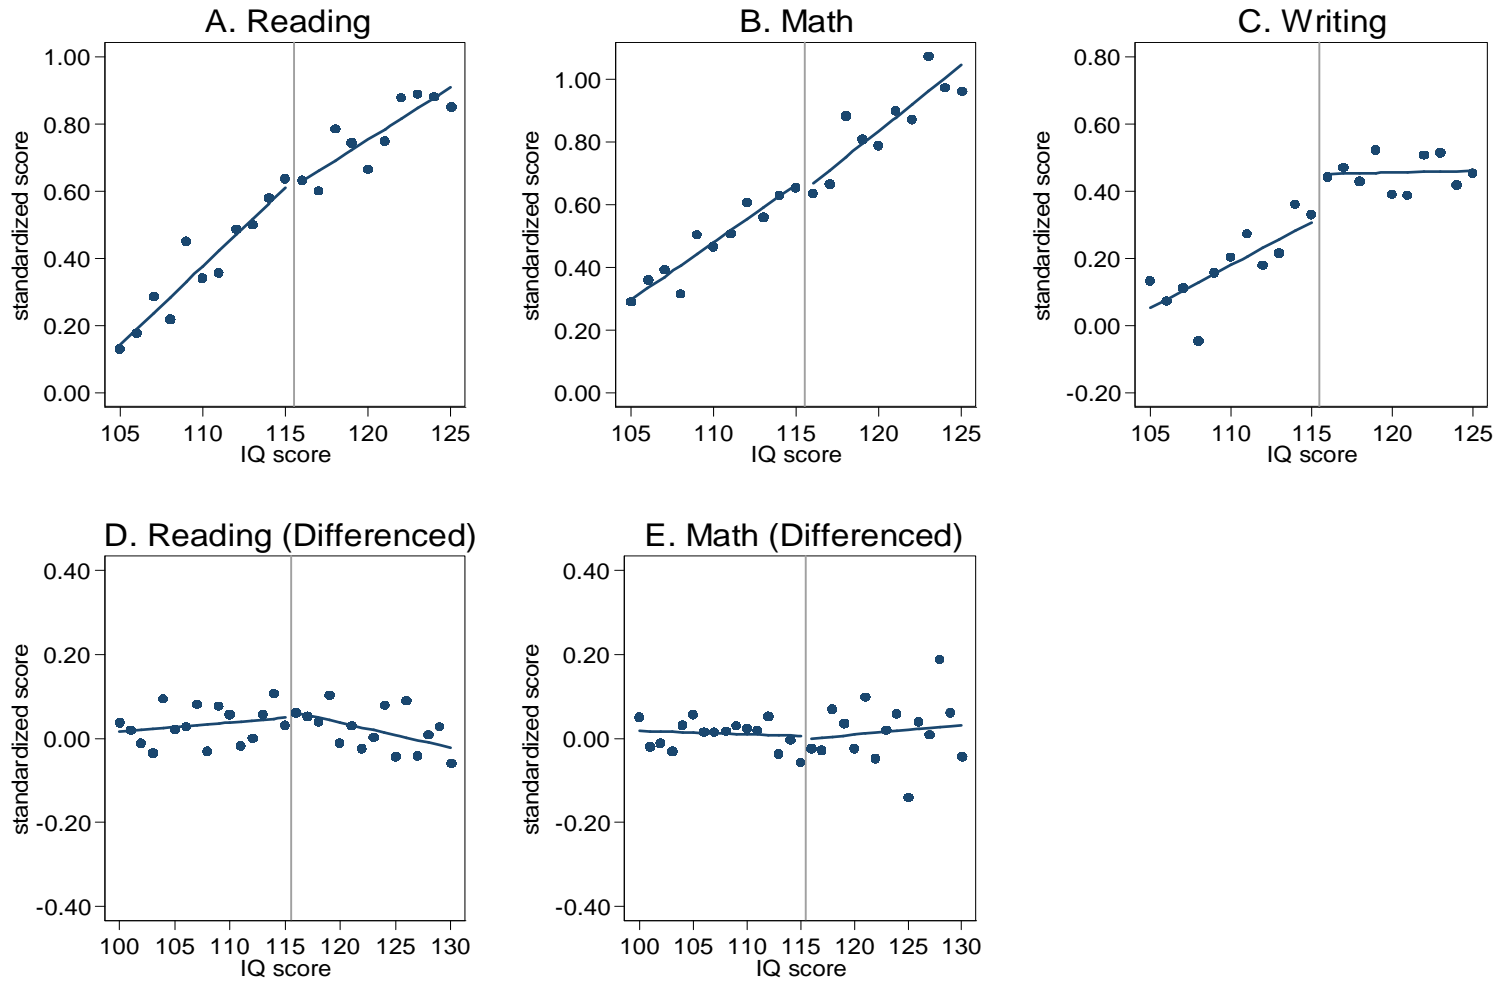 A. Reading
standardized score
1.00
0.80
0.60
0.40
0.20
0.00
105 110 115 120 125
IQ score
B. Math
standardized score
1.00
0.80
0.60
0.40
0.20
0.00
105 110 115 120 125
IQ score
C. Writing
standardized score
0.80
0.60
0.40
0.20
0.00
-0.20
105 110 115 120 125
IQ score
D. Reading (Differenced)
standardized score
0.40
0.20
0.00
-0.20
-0.40
100 105 110 115 120 125 130
IQ score
E. Math (Differenced)
standardized score
0.40
0.20
0.00
-0.20
-0.40
100 105 110 115 120 125 130
IQ score